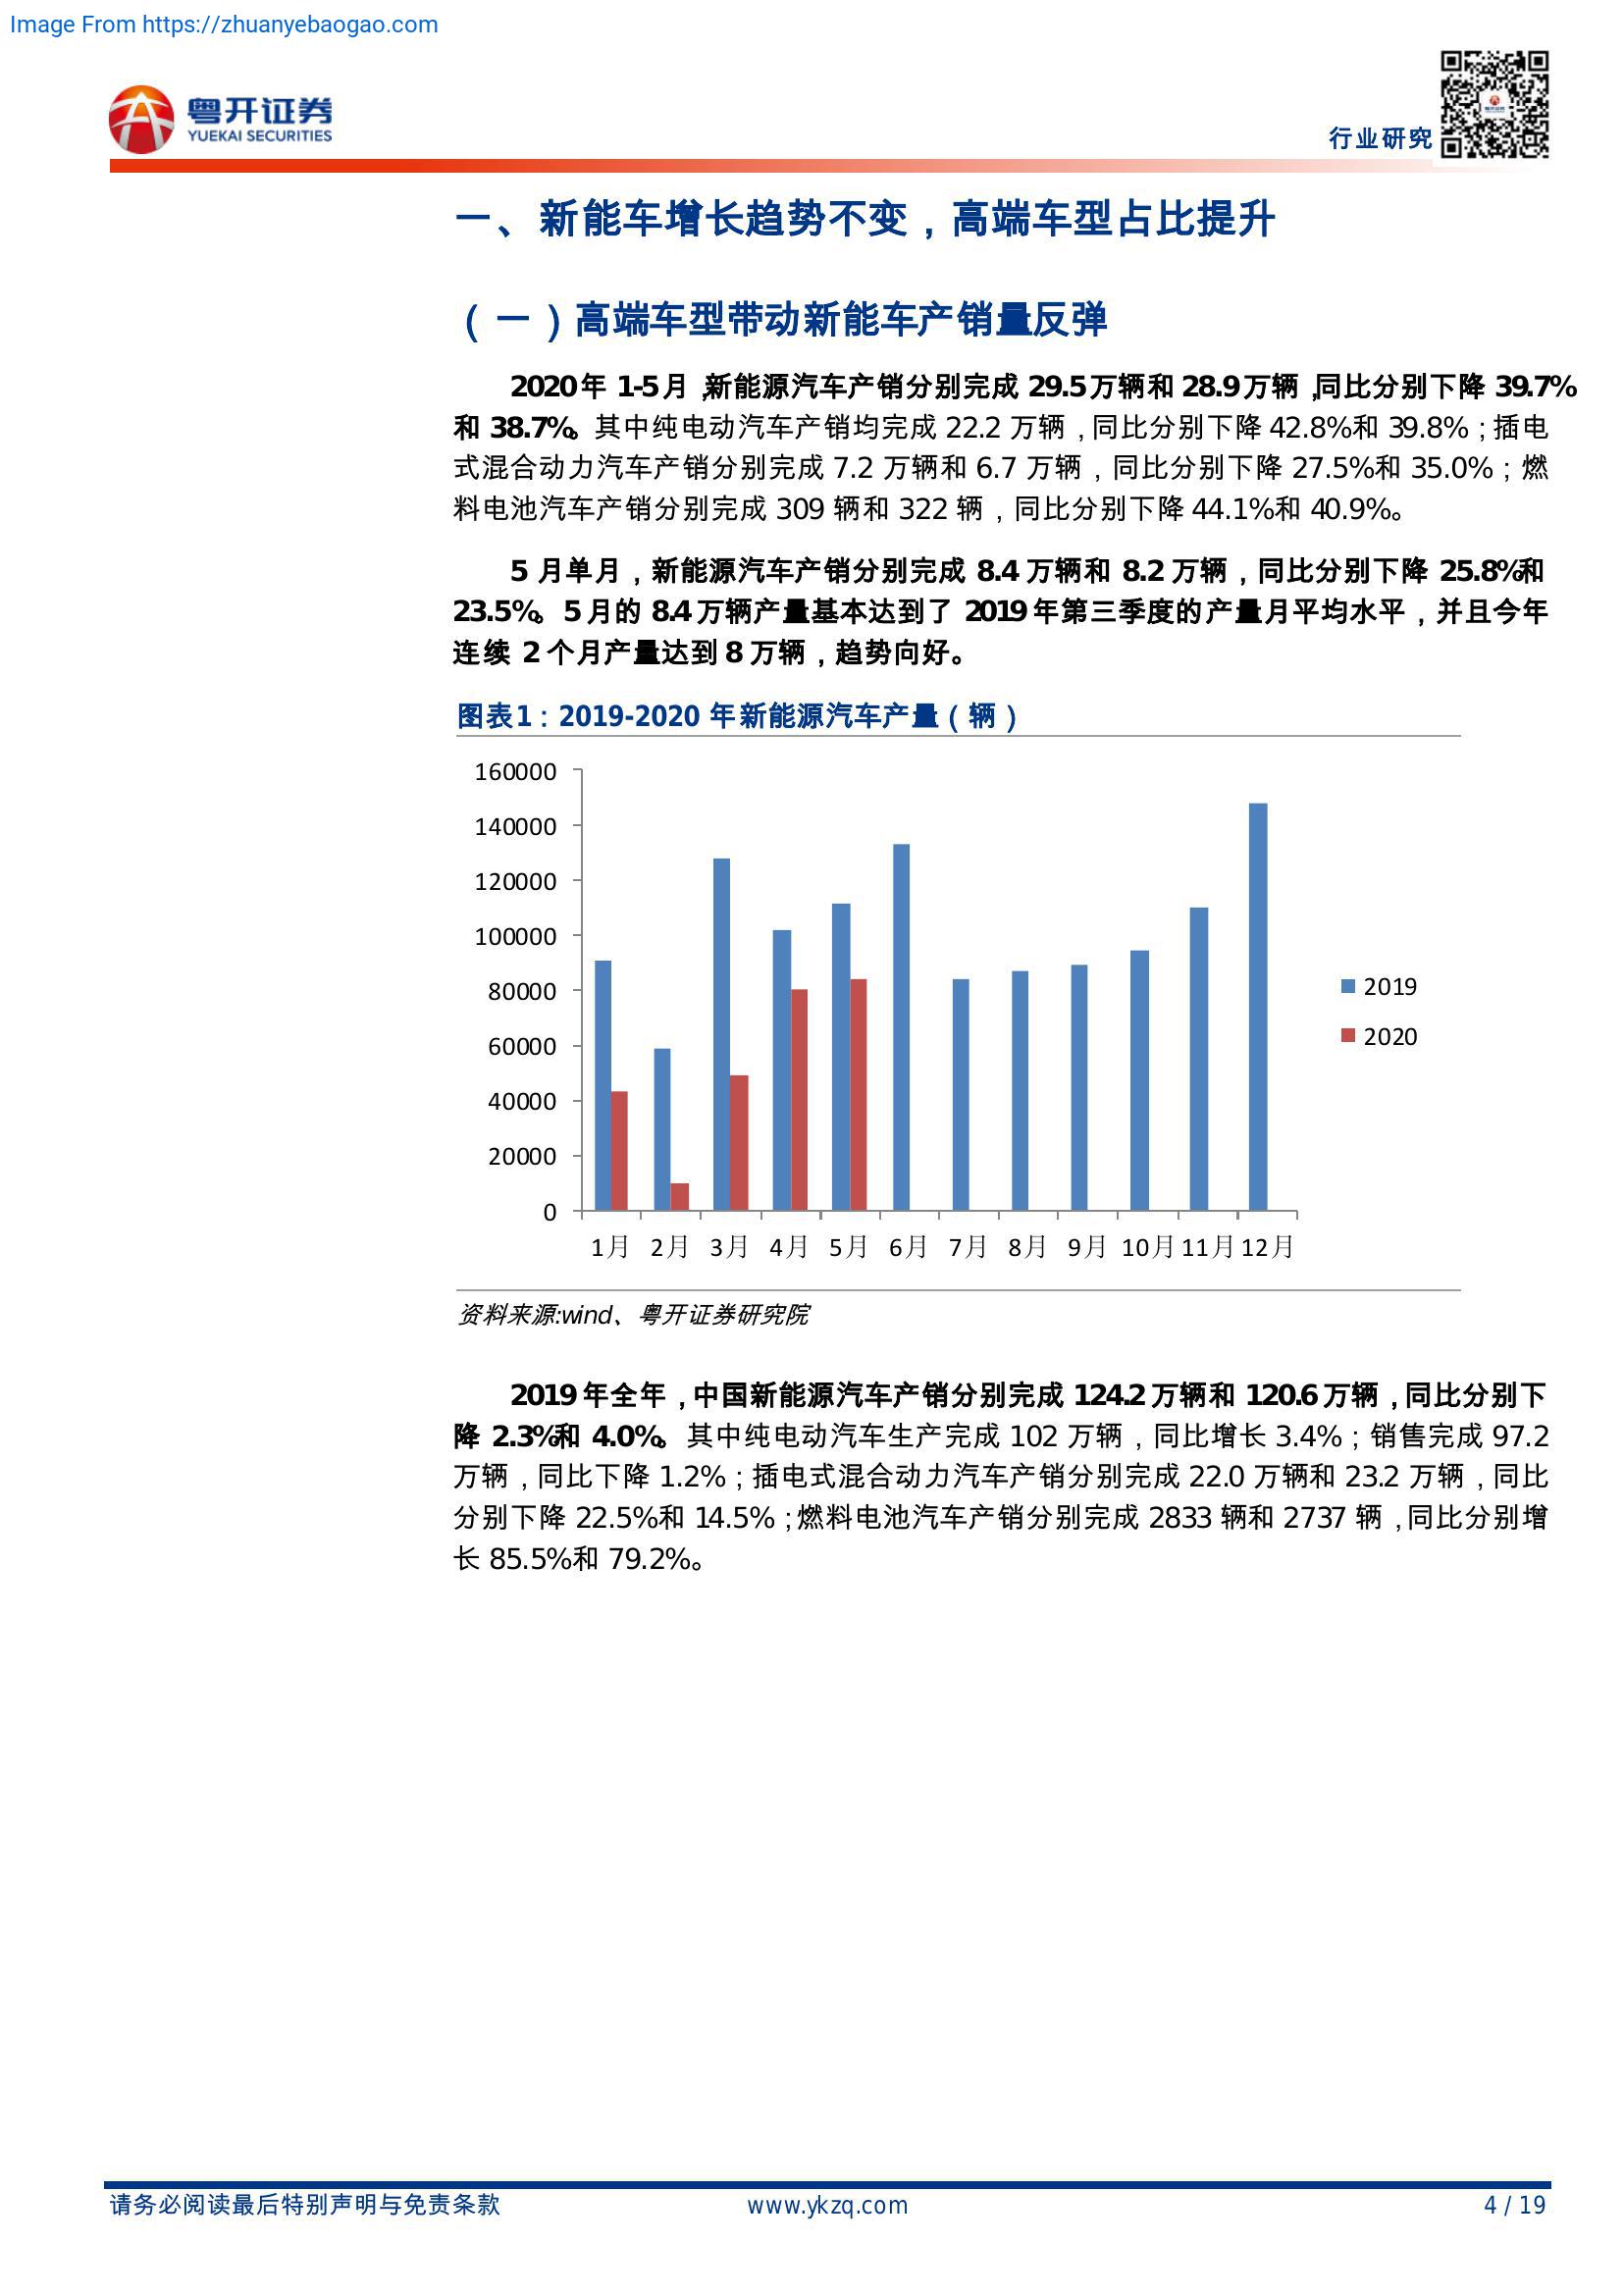 Image From https://zhuanyebaogao.com
粤开证券
YUEKAI SECURITIES
行业研究
一、新能车增长趋势不变，高端车型占比提升
（一）高端车型带动新能车产销量反弹
2020年 1-5月，新能源汽车产销分别完成 29.5万辆和 28.9万辆，同比分别下降 39.7%
和 38.7%。其中纯电动汽车产销均完成 22.2 万辆，同比分别下降 42.8%和 39.8%；插电
式混合动力汽车产销分别完成 7.2 万辆和 6.7 万辆，同比分别下降 27.5%和 35.0%；燃
料电池汽车产销分别完成 309 辆和 322 辆，同比分别下降 44.1%和 40.9%。
5 月单月，新能源汽车产销分别完成 8.4 万辆和 8.2 万辆，同比分别下降 25.8%和
23.5%。5 月的 8.4 万辆产量基本达到了 2019 年第三季度的产量月平均水平，并且今年
连续 2 个月产量达到 8 万辆，趋势向好。
图表1：2019-2020 年新能源汽车产量（辆）
160000
140000
120000
100000
80000
60000
40000
20000
0
1月 2月 3月 4月 5月 6月 7月 8月 9月 10月 11月 12月
2019
2020
资料来源:wind、粤开证券研究院
2019 年全年，中国新能源汽车产销分别完成 124.2 万辆和 120.6 万辆，同比分别下
降 2.3%和 4.0%。其中纯电动汽车生产完成 102 万辆，同比增长 3.4%；销售完成 97.2
万辆，同比下降 1.2%；插电式混合动力汽车产销分别完成 22.0 万辆和 23.2 万辆，同比
分别下降 22.5%和 14.5%；燃料电池汽车产销分别完成 2833 辆和 2737 辆，同比分别增
长 85.5%和 79.2%。
请务必阅读最后特别声明与免责条款
www.ykzq.com
4 / 19